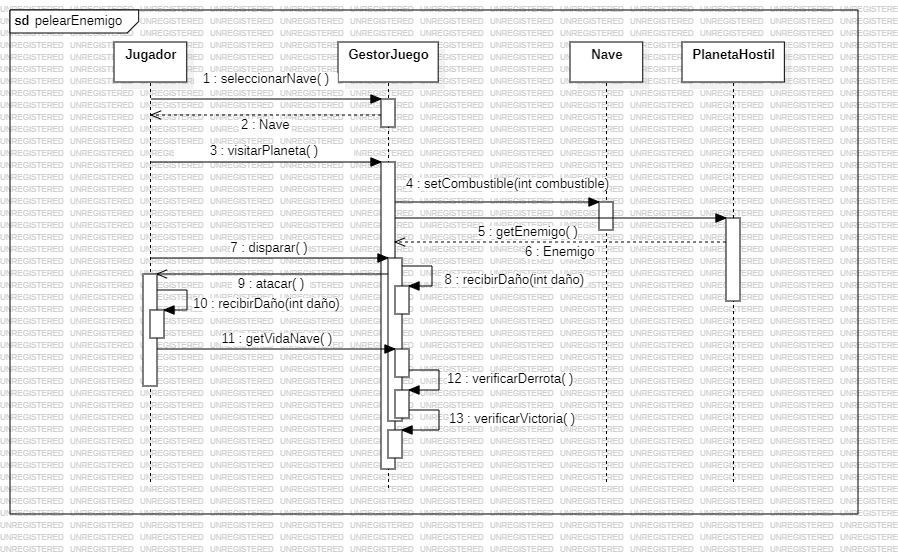 sd pelearEnemigo
Jugador
GestorJuego
Nave
PlanetaHostil
1 : seleccionarNave( )
2 : Nave
3 : visitarPlaneta( )
4 : setCombustible(int combustible)
5 : getEnemigo( )
6 : Enemigo
7 : disparar( )
8 : recibirDaño(int daño)
9 : atacar( )
10 : recibirDaño(int daño)
11 : getVidaNave( )
12 : verificarDerrota( )
13 : verificarVictoria( )
UNREGISTERED